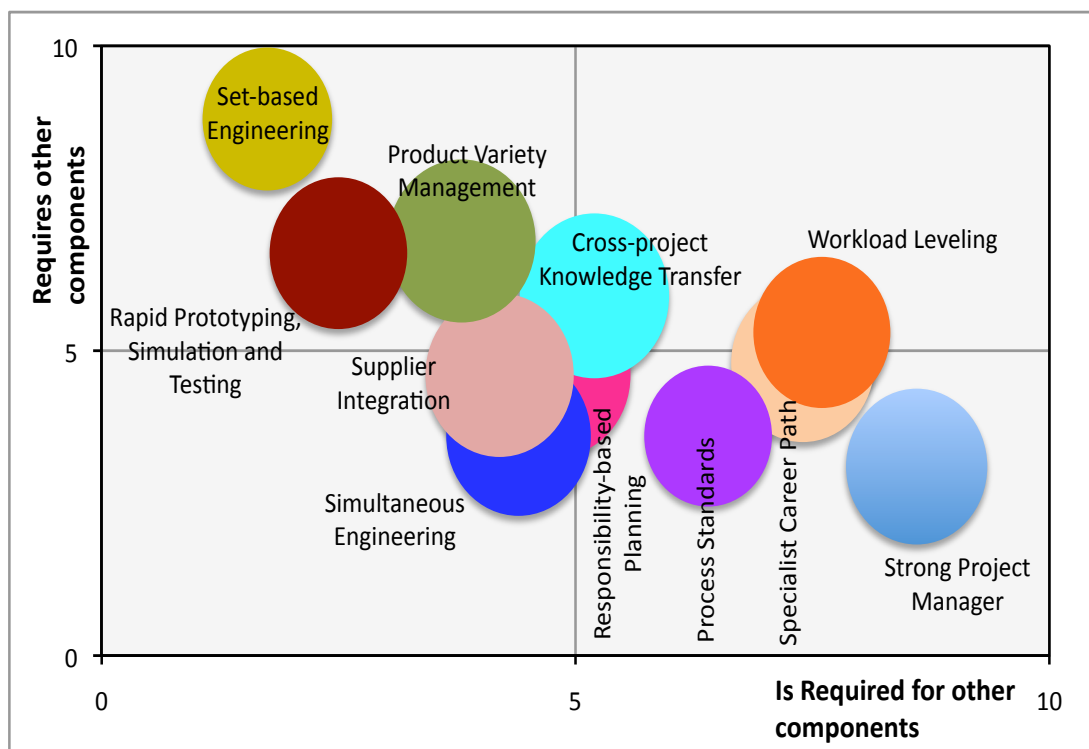 10
Requires other
components
Set-based
Engineering
Product Variety
Management
Cross-project
Knowledge Transfer
Workload Leveling
Rapid Prototyping,
Simulation and
Testing
5
Supplier
Integration
Simultaneous
Engineering
Responsibility-based
Planning
Process Standards
Specialist Career Path
Strong Project
Manager
0
0
5
10
Is Required for other
components